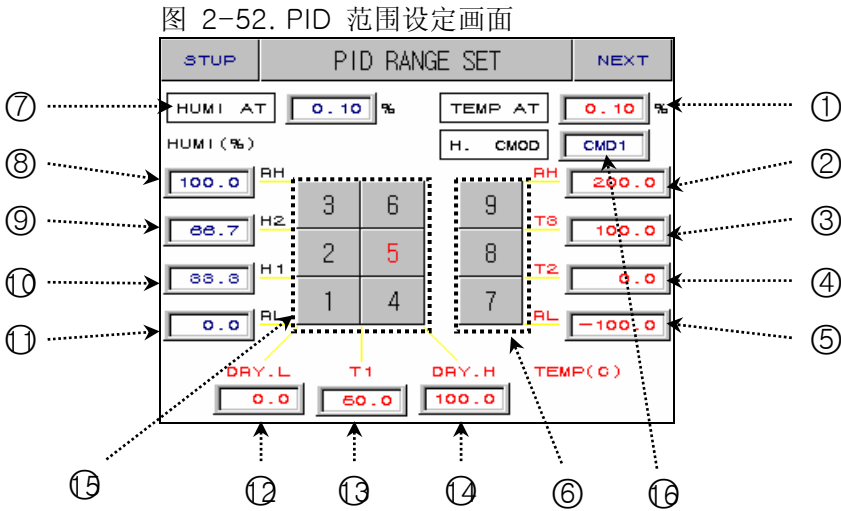 图 2-52. PID 范围设定画面
STUP PID RANGE SET NEXT
⑦ HUMI AT 0.10 % TEMP AT 0.10 % ①
HUMI(%) H. CMOD CMD1
⑧ 100.0 RH 3 6 9 RH 200.0 ②
⑨ 66.7 H2 2 5 8 T3 100.0 ③
⑩ 33.3 H1 1 4 7 T2 0.0 ④
⑪ 0.0 RL RL -100.0 ⑤
DRY.L T1 DRY.H TEMP(C)
0.0 50.0 100.0
⑮ ⑫ ⑬ ⑭ ⑥ ⑯